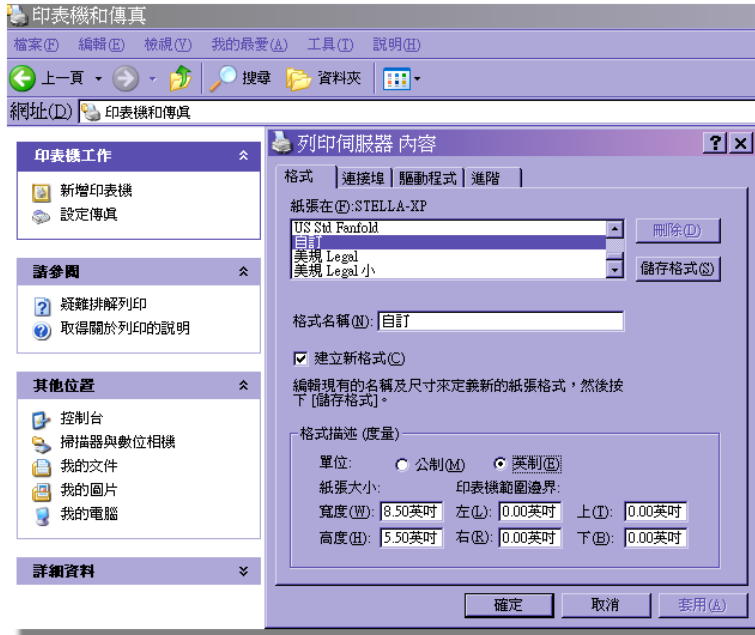 印表機和傳真
檔案(F) 編輯(E) 檢視(V) 我的最愛(A) 工具(T) 說明(H)
上一頁 搜尋 資料夾
網址(D) 印表機和傳真
印表機工作
新增印表機
設定傳真
請參閱
疑難排解列印
取得關於列印的說明
其他位置
控制台
掃描器與數位相機
我的文件
我的圖片
我的電腦
詳細資料
列印伺服器 內容
格式 連接埠 驅動程式 進階
紙張在(F):STELLA-XP
US Std Fanfold
自訂
美規 Legal
美規 Legal 小
刪除(D)
儲存格式(S)
格式名稱(N): 自訂
建立新格式(C)
編輯現有的名稱及尺寸來定義新的紙張格式，然後按
下 [儲存格式]。
格式描述 (度量)
單位: 公制(M) 英制(E)
紙張大小: 印表機範圍邊界:
寬度(W): 8.50英吋 左(L): 0.00英吋 上(T): 0.00英吋
高度(H): 5.50英吋 右(R): 0.00英吋 下(B): 0.00英吋
確定 取消 套用(A)